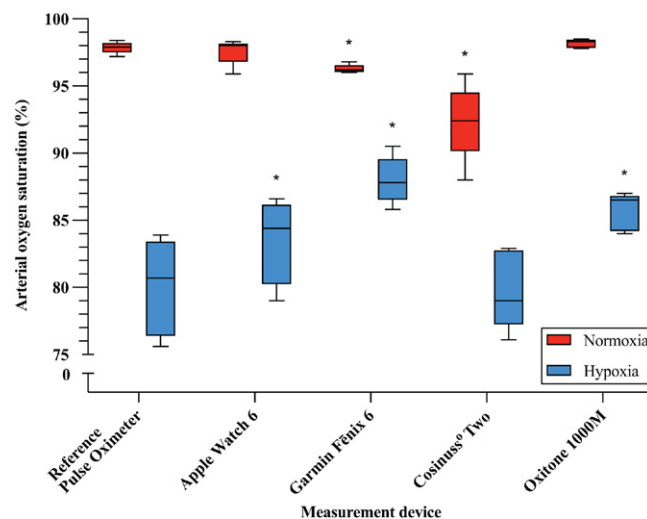 Arterial oxygen saturation (%)
100
95
90
85
80
75
0
*
*
*
*
*
Normoxia
Hypoxia
Reference
Pulse Oximeter
Apple Watch 6
Garmin Fēnix 6
Cosinuss° Two
Oxitone 1000M
Measurement device